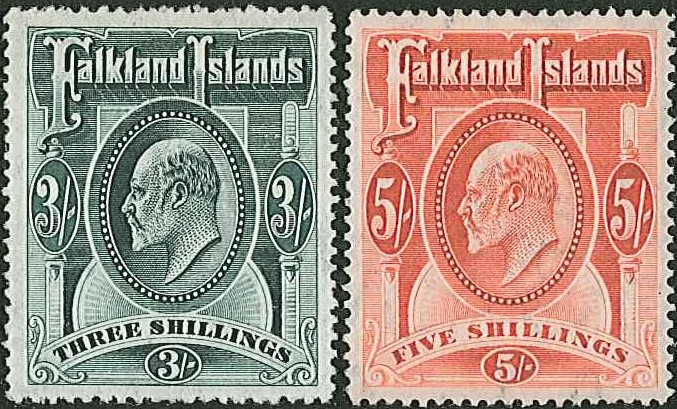 Falkland Islands
3/- 3/-
THREE SHILLINGS
3/-
Falkland Islands
5/- 5/-
FIVE SHILLINGS
5/-